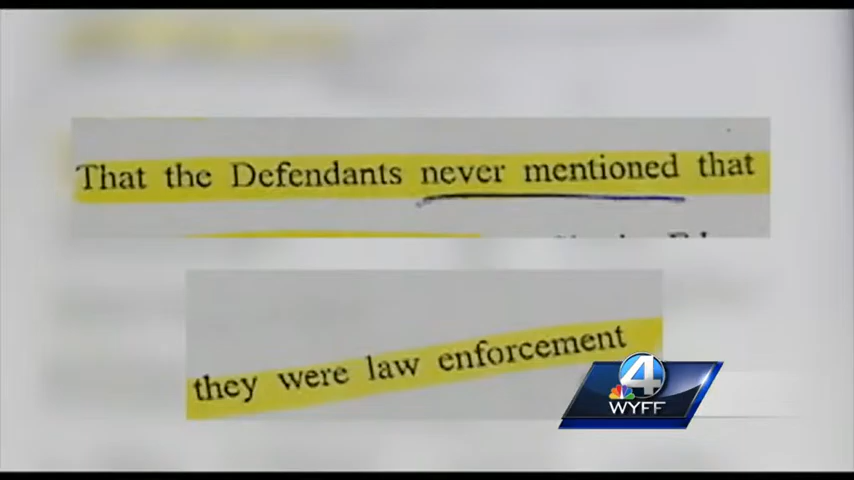 That the Defendants never mentioned that
they were law enforcement
4
WYFF